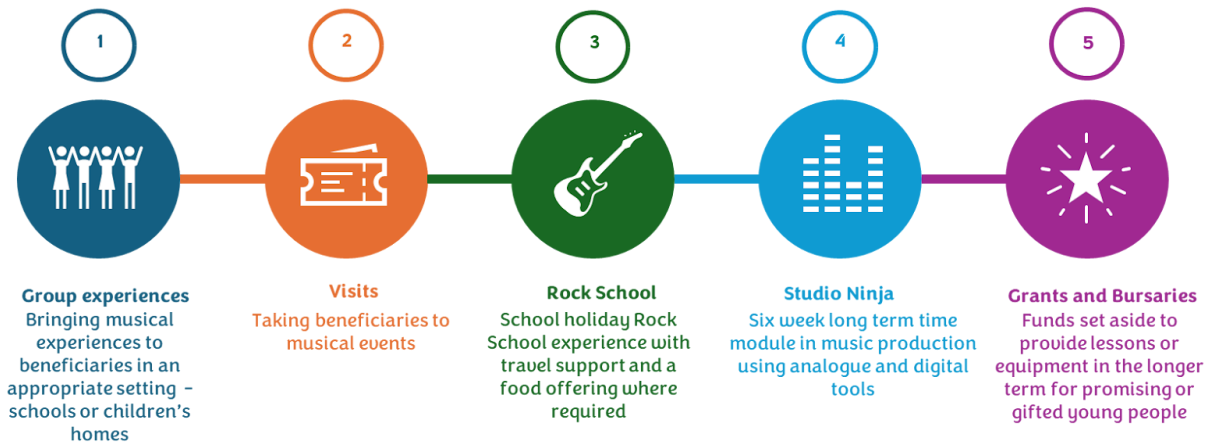 1
2
3
4
5
Group experiences
Bringing musical
experiences to
beneficiaries in an
appropriate setting –
schools or children's
homes
Visits
Taking beneficiaries to
musical events
Rock School
School holiday Rock
School experience with
travel support and a
food offering where
required
Studio Ninja
Six week long term time
module in music production
using analogue and digital
tools
Grants and Bursaries
Funds set aside to
provide lessons or
equipment in the longer
term for promising or
gifted young people